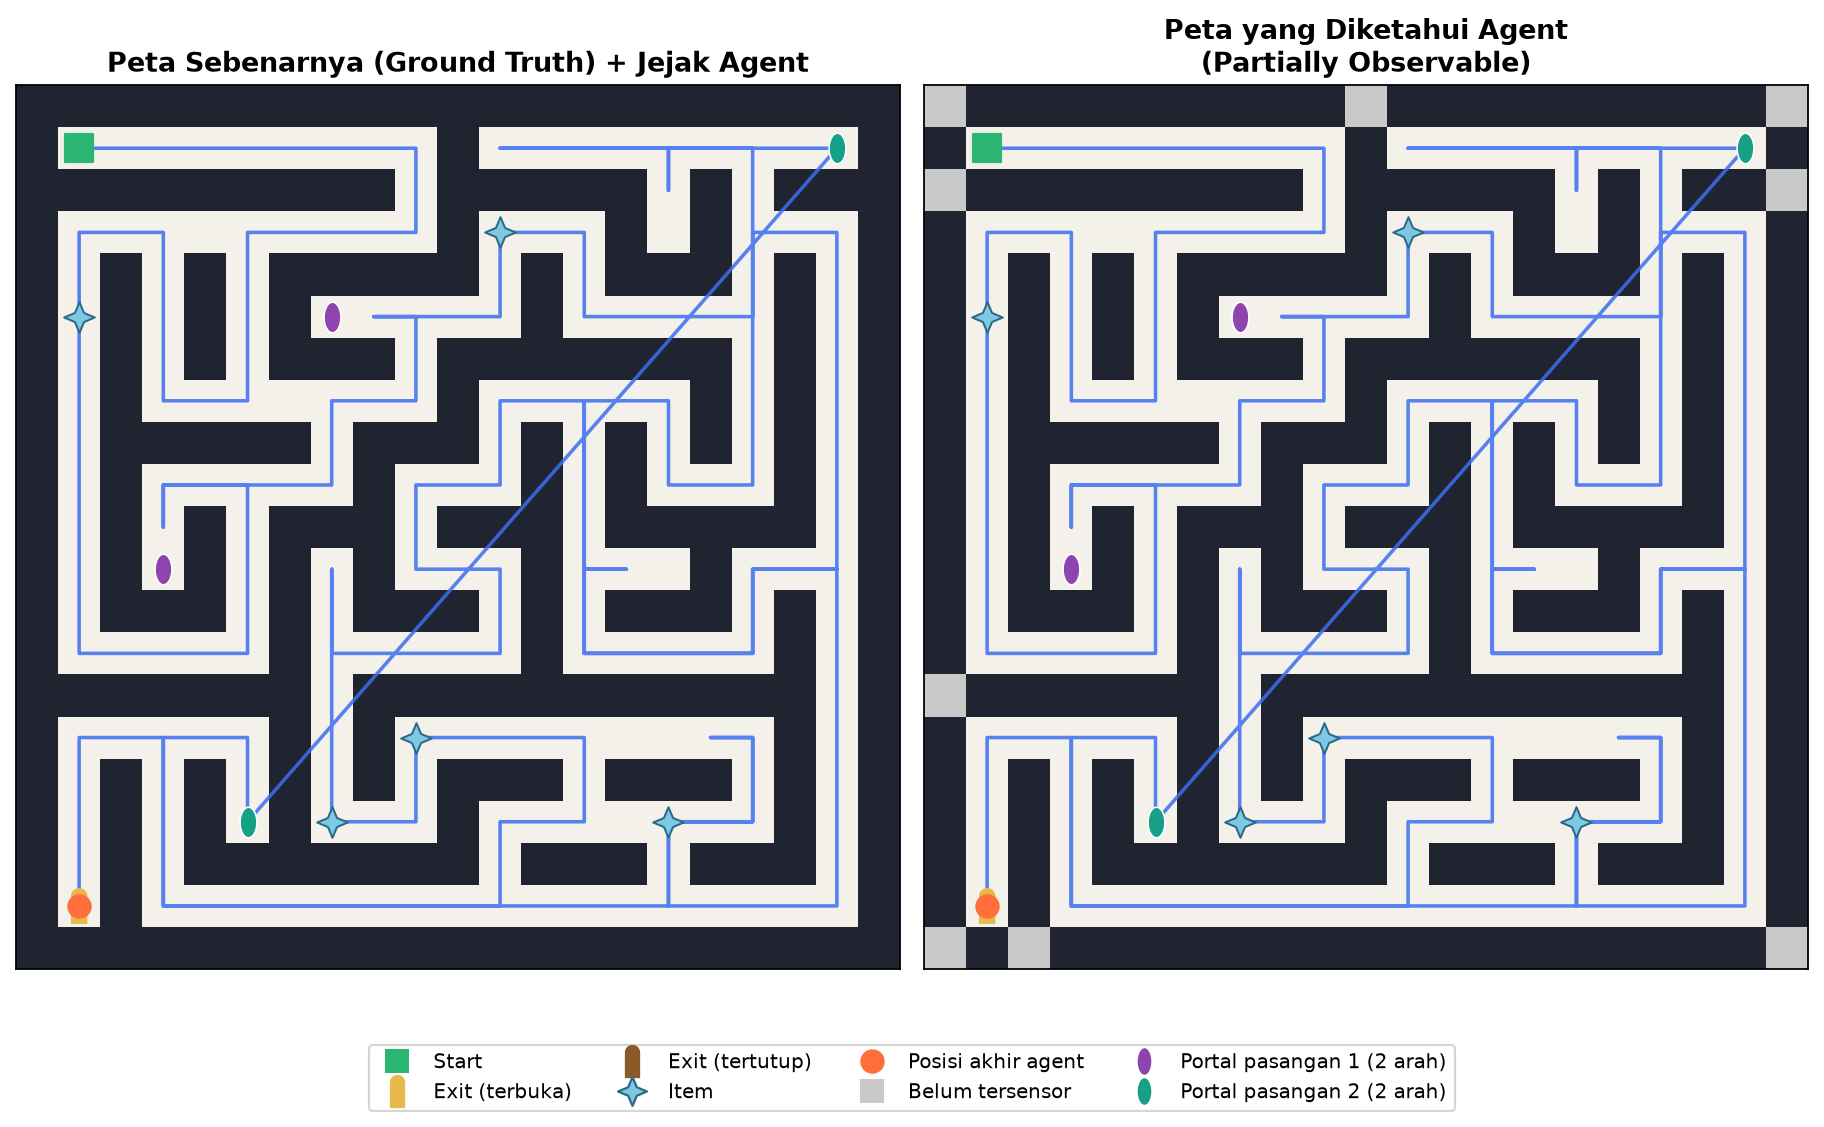 Peta Sebenarnya (Ground Truth) + Jejak Agent
Peta yang Diketahui Agent
(Partially Observable)
Start
Exit (terbuka)
Exit (tertutup)
Item
Posisi akhir agent
Belum tersensor
Portal pasangan 1 (2 arah)
Portal pasangan 2 (2 arah)